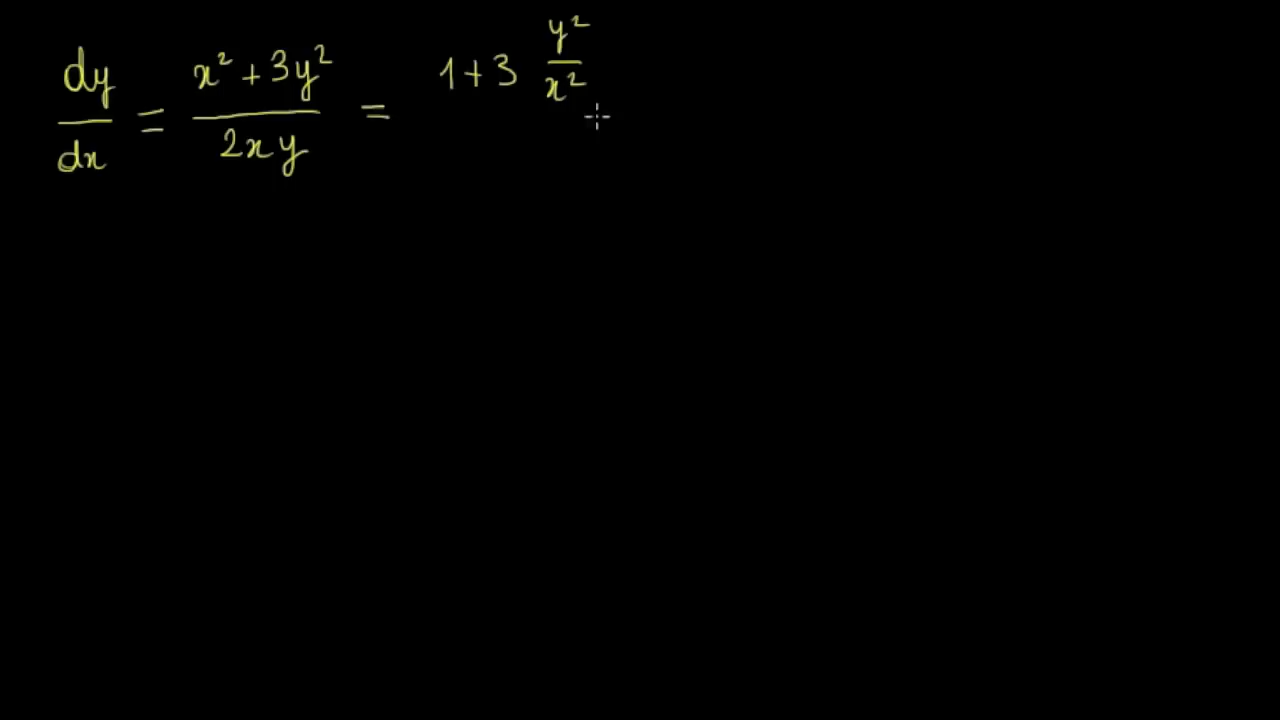 dy/dx = (x² + 3y²)/(2xy) = 1 + 3 y²/x²